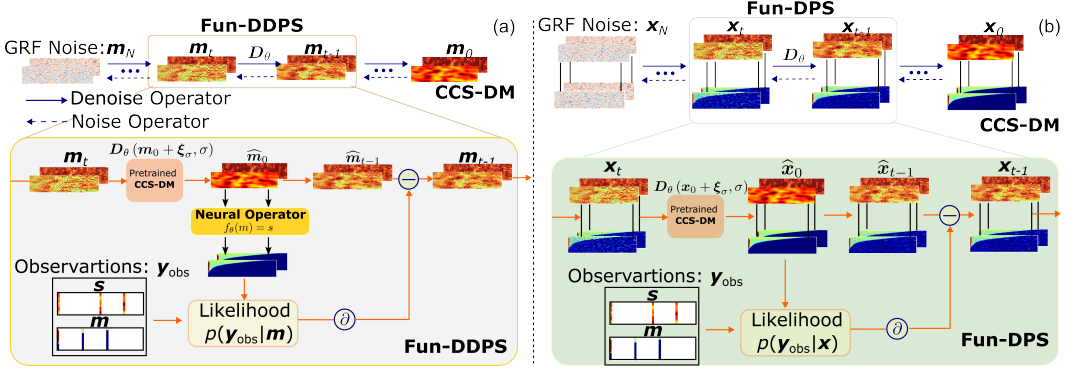 Fun-DDPS
(a)
GRF Noise: m_N
m_t
D_θ
m_t-1
m_0
CCS-DM
Denoise Operator
Noise Operator
m_t
D_θ (m_0 + ξ_σ, σ)
Pretrained
CCS-DM
m̂_0
m̂_t−1
m_t-1
Neural Operator
f_θ(m) = s
Observartions: y_obs
s
m
Likelihood
p(y_obs|m)
∂
−
Fun-DDPS
Fun-DPS
(b)
GRF Noise: x_N
x_t
D_θ
x_t-1
x_0
CCS-DM
x_t
D_θ (x_0 + ξ_σ, σ)
Pretrained
CCS-DM
x̂_0
x̂_t−1
x_t-1
Observartions: y_obs
s
m
Likelihood
p(y_obs|x)
∂
−
Fun-DPS